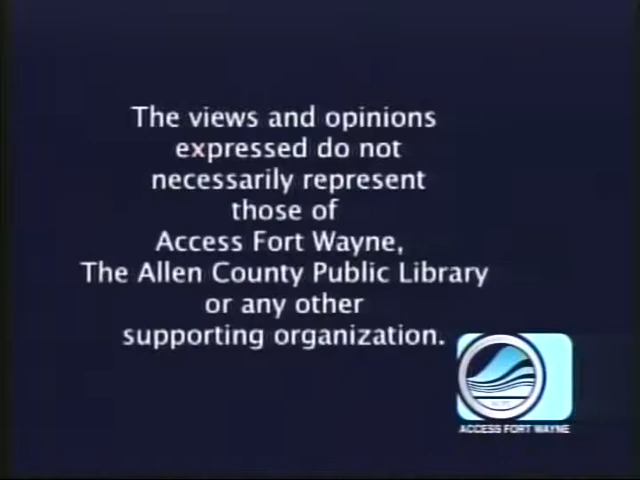 The views and opinions
expressed do not
necessarily represent
those of
Access Fort Wayne,
The Allen County Public Library
or any other
supporting organization.
ACCESS FORT WAYNE